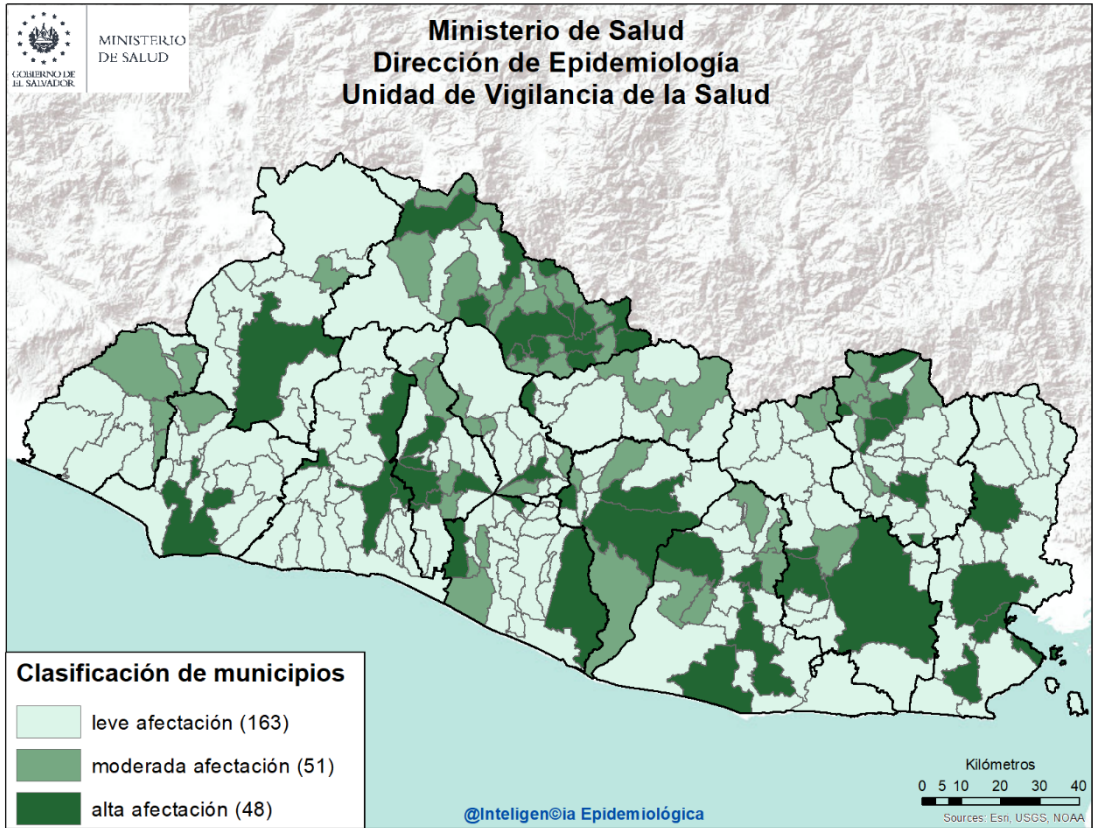 GOBIERNO DE
EL SALVADOR
MINISTERIO
DE SALUD
Ministerio de Salud
Dirección de Epidemiología
Unidad de Vigilancia de la Salud
Clasificación de municipios
leve afectación (163)
moderada afectación (51)
alta afectación (48)
@Inteligen©ia Epidemiológica
Kilómetros
0 5 10 20 30 40
Sources: Esri, USGS, NOAA